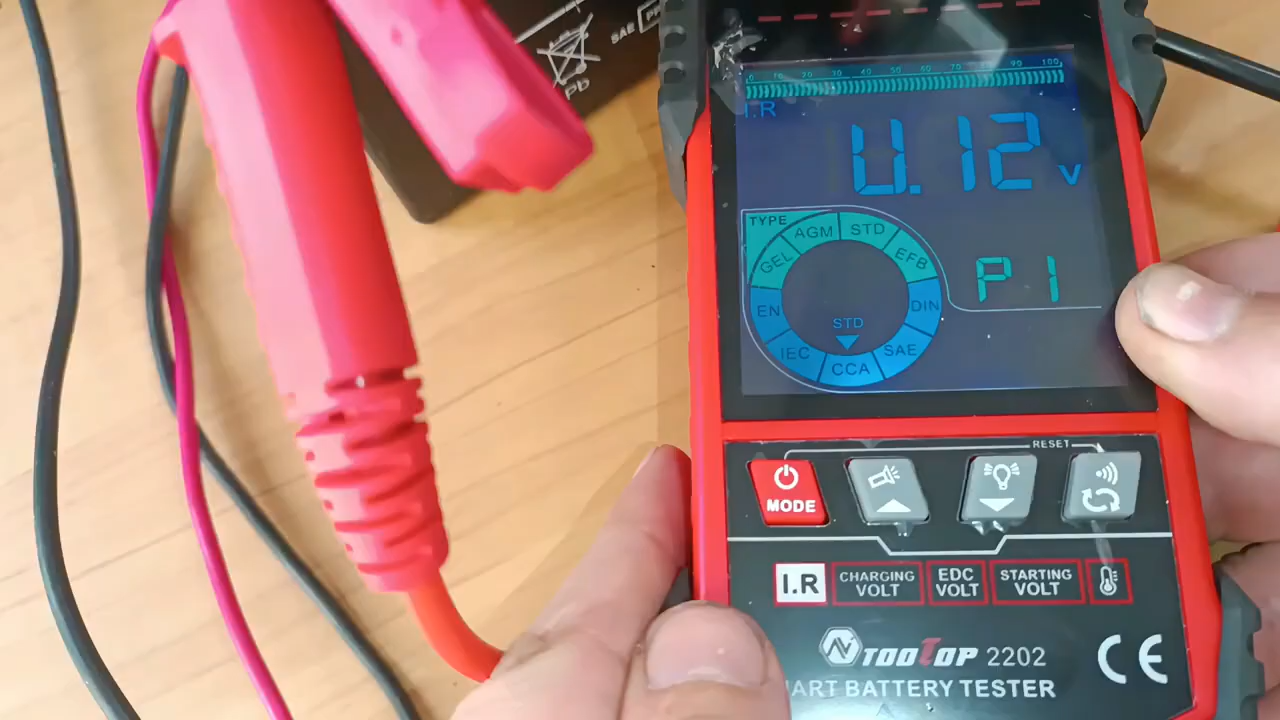 SAE
Pb
0 10 20 30 40 50 60 70 80 90 100
I.R
0.12 v
TYPE
AGM STD
GEL EFB
P1
EN DIN
STD
IEC SAE
CCA
RESET
MODE
I.R CHARGING VOLT EDC VOLT STARTING VOLT
TOOTOP 2202
CE
ART BATTERY TESTER